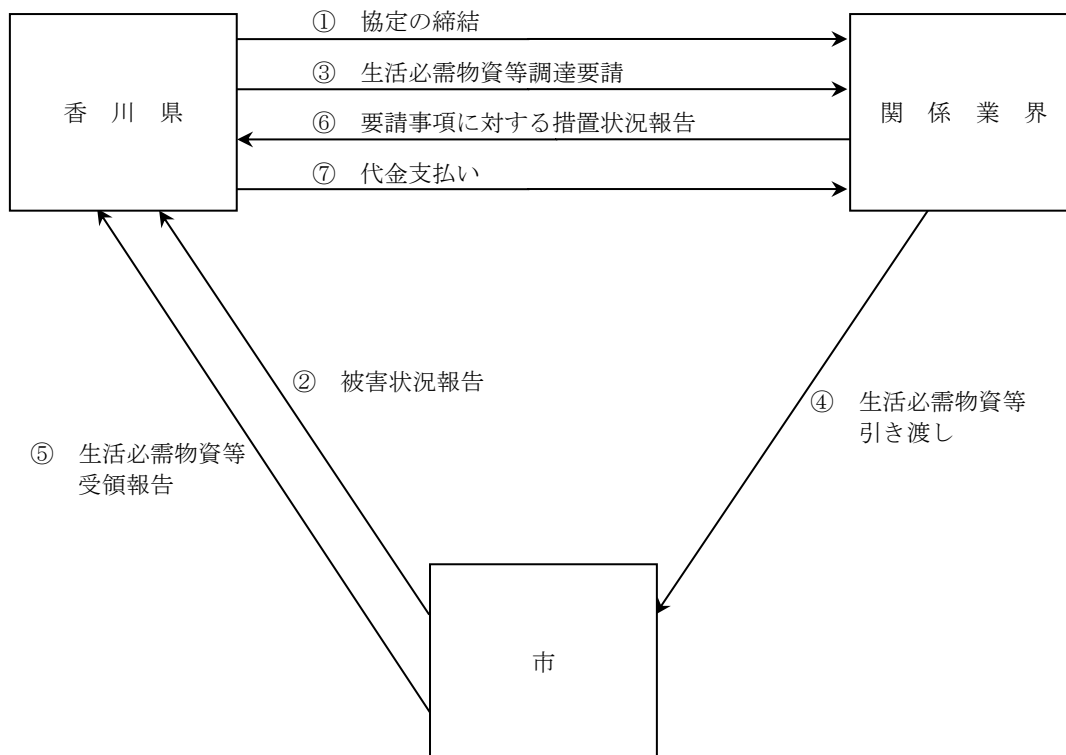 ① 協定の締結
③ 生活必需物資等調達要請
香 川 県
関 係 業 界
⑥ 要請事項に対する措置状況報告
⑦ 代金支払い
② 被害状況報告
④ 生活必需物資等
引き渡し
⑤ 生活必需物資等
受領報告
市